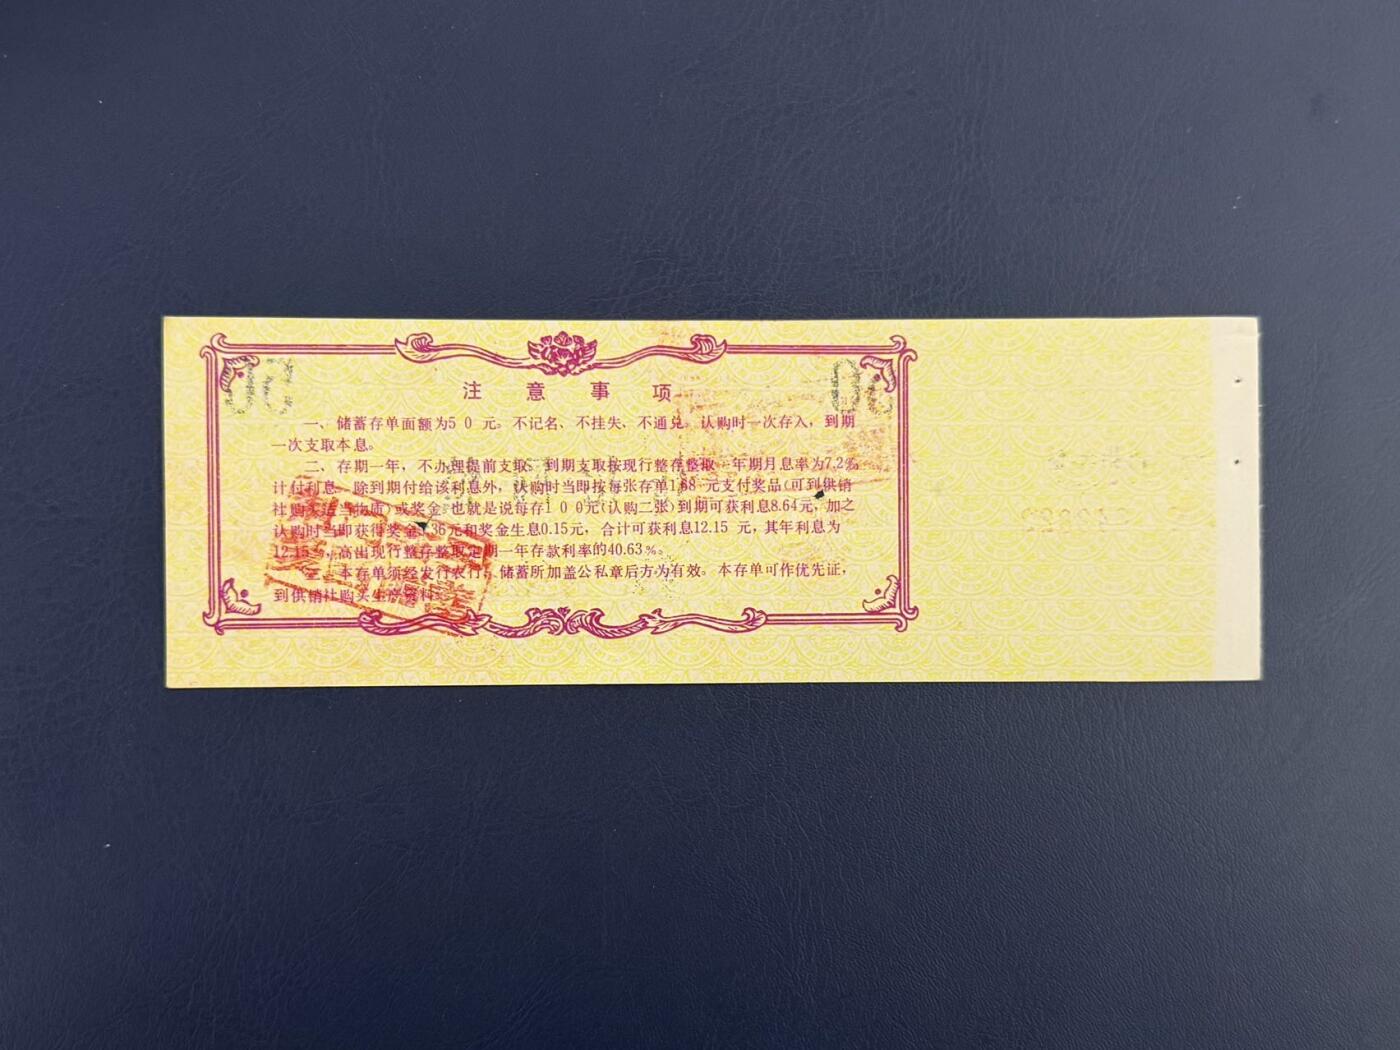 注意事项
一、储蓄存单面额为50元。不记名、不挂失、不通兑。认购时一次存入，到期
一次支取本息。
二、存期一年，不办理提前支取。到期支取按现行整存整取一年期月息率为7.2‰
计付利息。除到期付给该利息外，认购时当即按每张存单1.68元支付奖品(可到供销
社购买适当物质)或奖金，也就是说每存100元(认购二张)到期可获利息8.64元，加之
认购时当即获得奖金3.36元和奖金生息0.15元，合计可获利息12.15元，其年利息为
12.15%，高出现行整存整取定期一年存款利率的40.63%。
三、本存单须经发行农行，储蓄所加盖公私章后方为有效。本存单可作优先证，
到供销社购买生产资料。